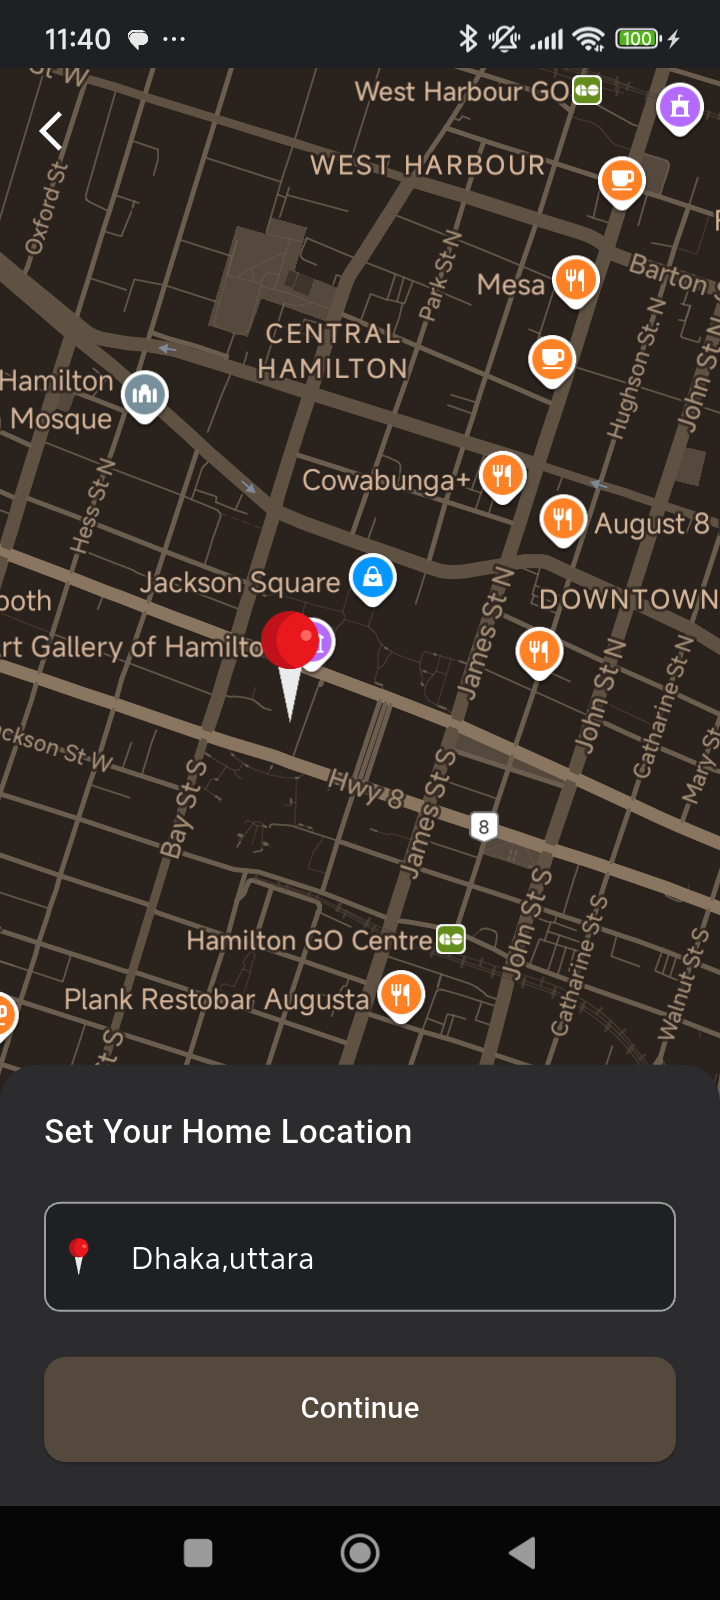 11:40
100
St W
West Harbour GO
WEST HARBOUR
Oxford St
Park St N
Barton S
Mesa
CENTRAL
HAMILTON
Hughson St N
John St N
Hamilton
Mosque
Hess St N
Cowabunga+
August 8
Jackson Square
ooth
DOWNTOWN
rt Gallery of Hamilto
James St N
John St N
Catharine St N
Mary St
ackson St W
Bay St S
Hwy 8
James St S
8
John St S
Catharine St S
Walnut St S
Hamilton GO Centre
Plank Restobar Augusta
t S
Set Your Home Location
Dhaka,uttara
Continue